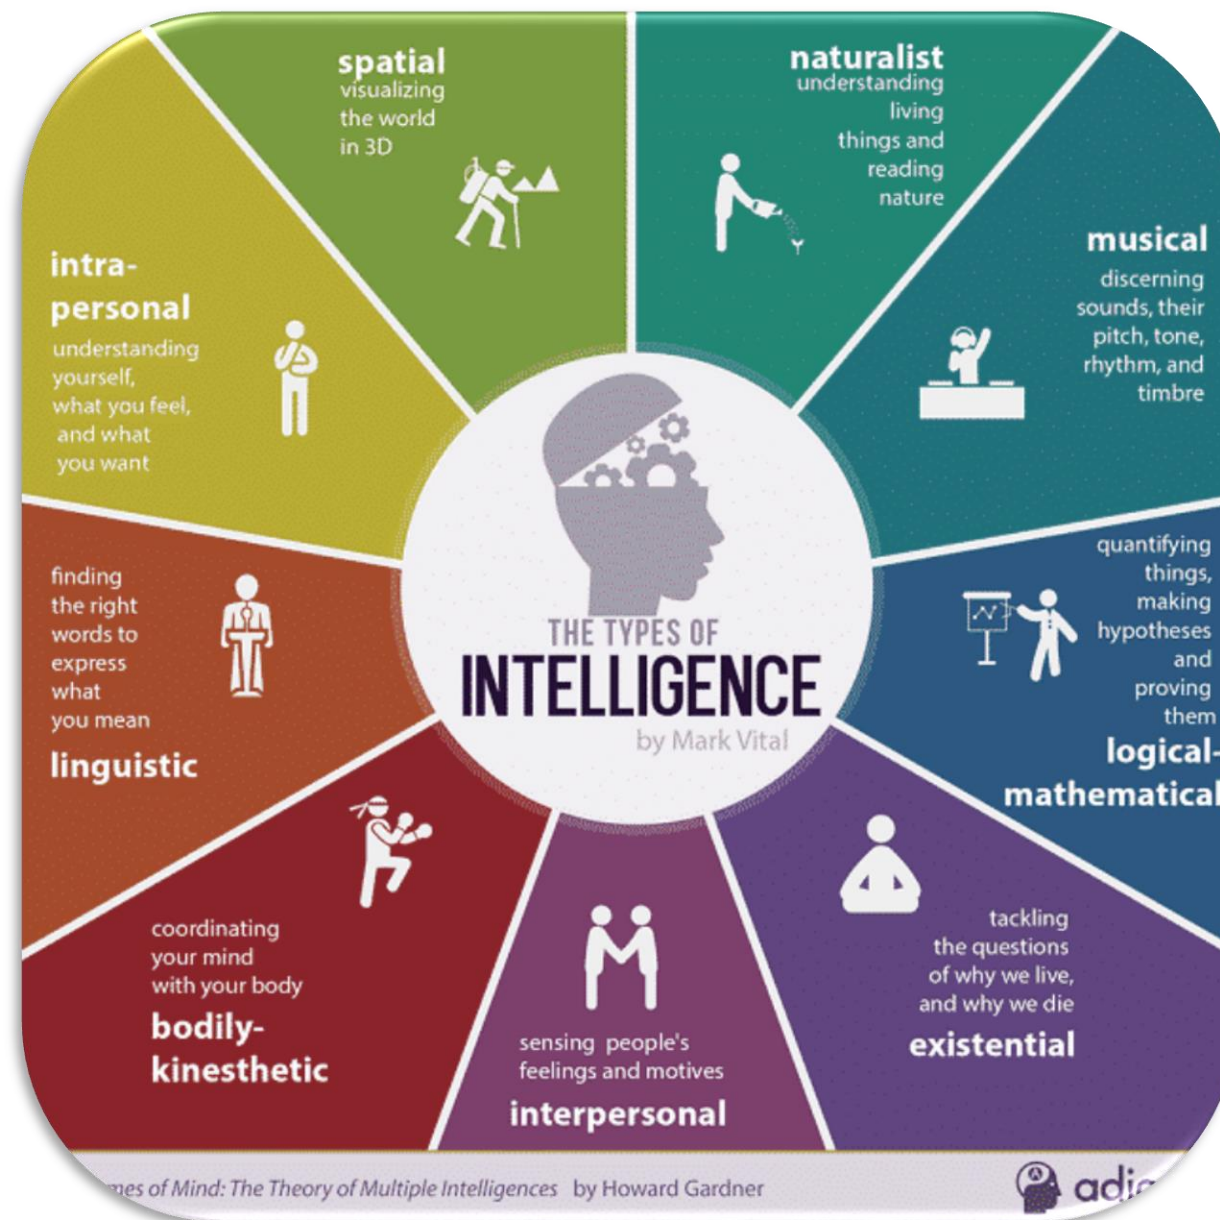 spatial
visualizing
the world
in 3D
naturalist
understanding
living
things and
reading
nature
musical
discerning
sounds, their
pitch, tone,
rhythm, and
timbre
quantifying
things,
making
hypotheses
and
proving
them
logical-
mathematical
tackling
the questions
of why we live,
and why we die
existential
sensing people's
feelings and motives
interpersonal
coordinating
your mind
with your body
bodily-
kinesthetic
finding
the right
words to
express
what
you mean
linguistic
intra-
personal
understanding
yourself,
what you feel,
and what
you want
THE TYPES OF
INTELLIGENCE
by Mark Vital
of Mind: The Theory of Multiple Intelligences by Howard Gardner